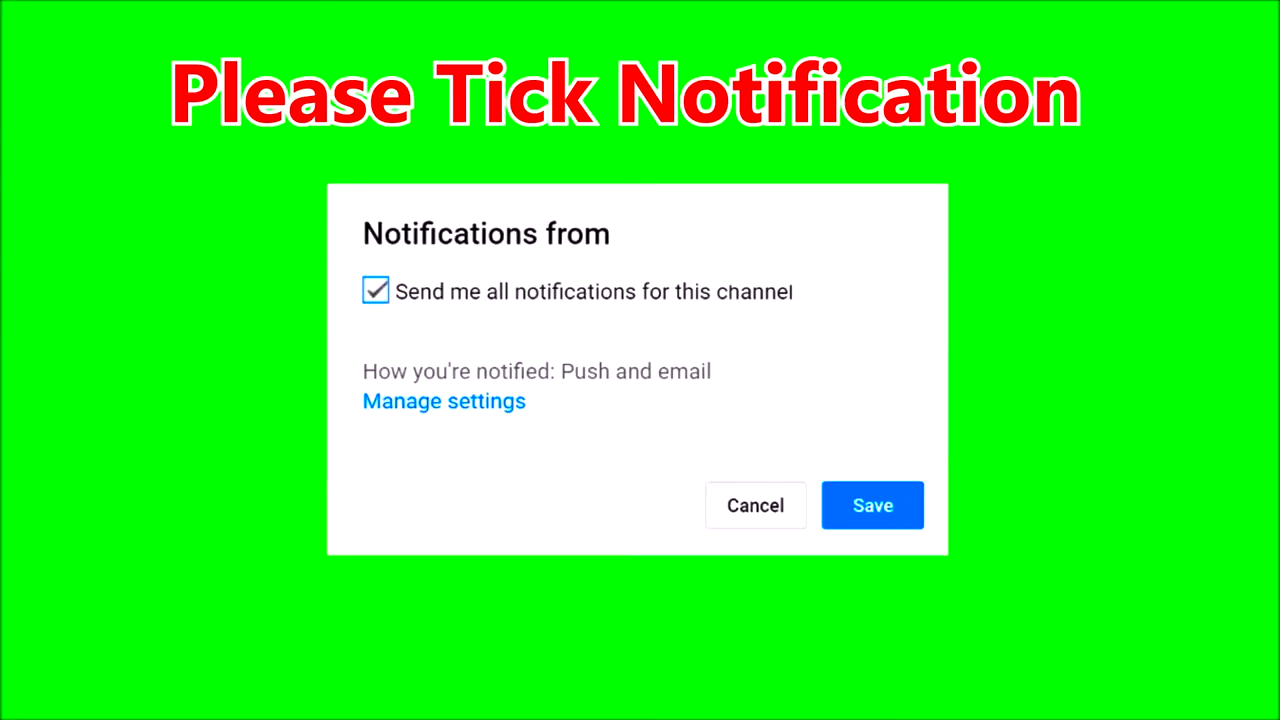 Please Tick Notification
Notifications from
Send me all notifications for this channel
How you're notified: Push and email
Manage settings
Cancel
Save